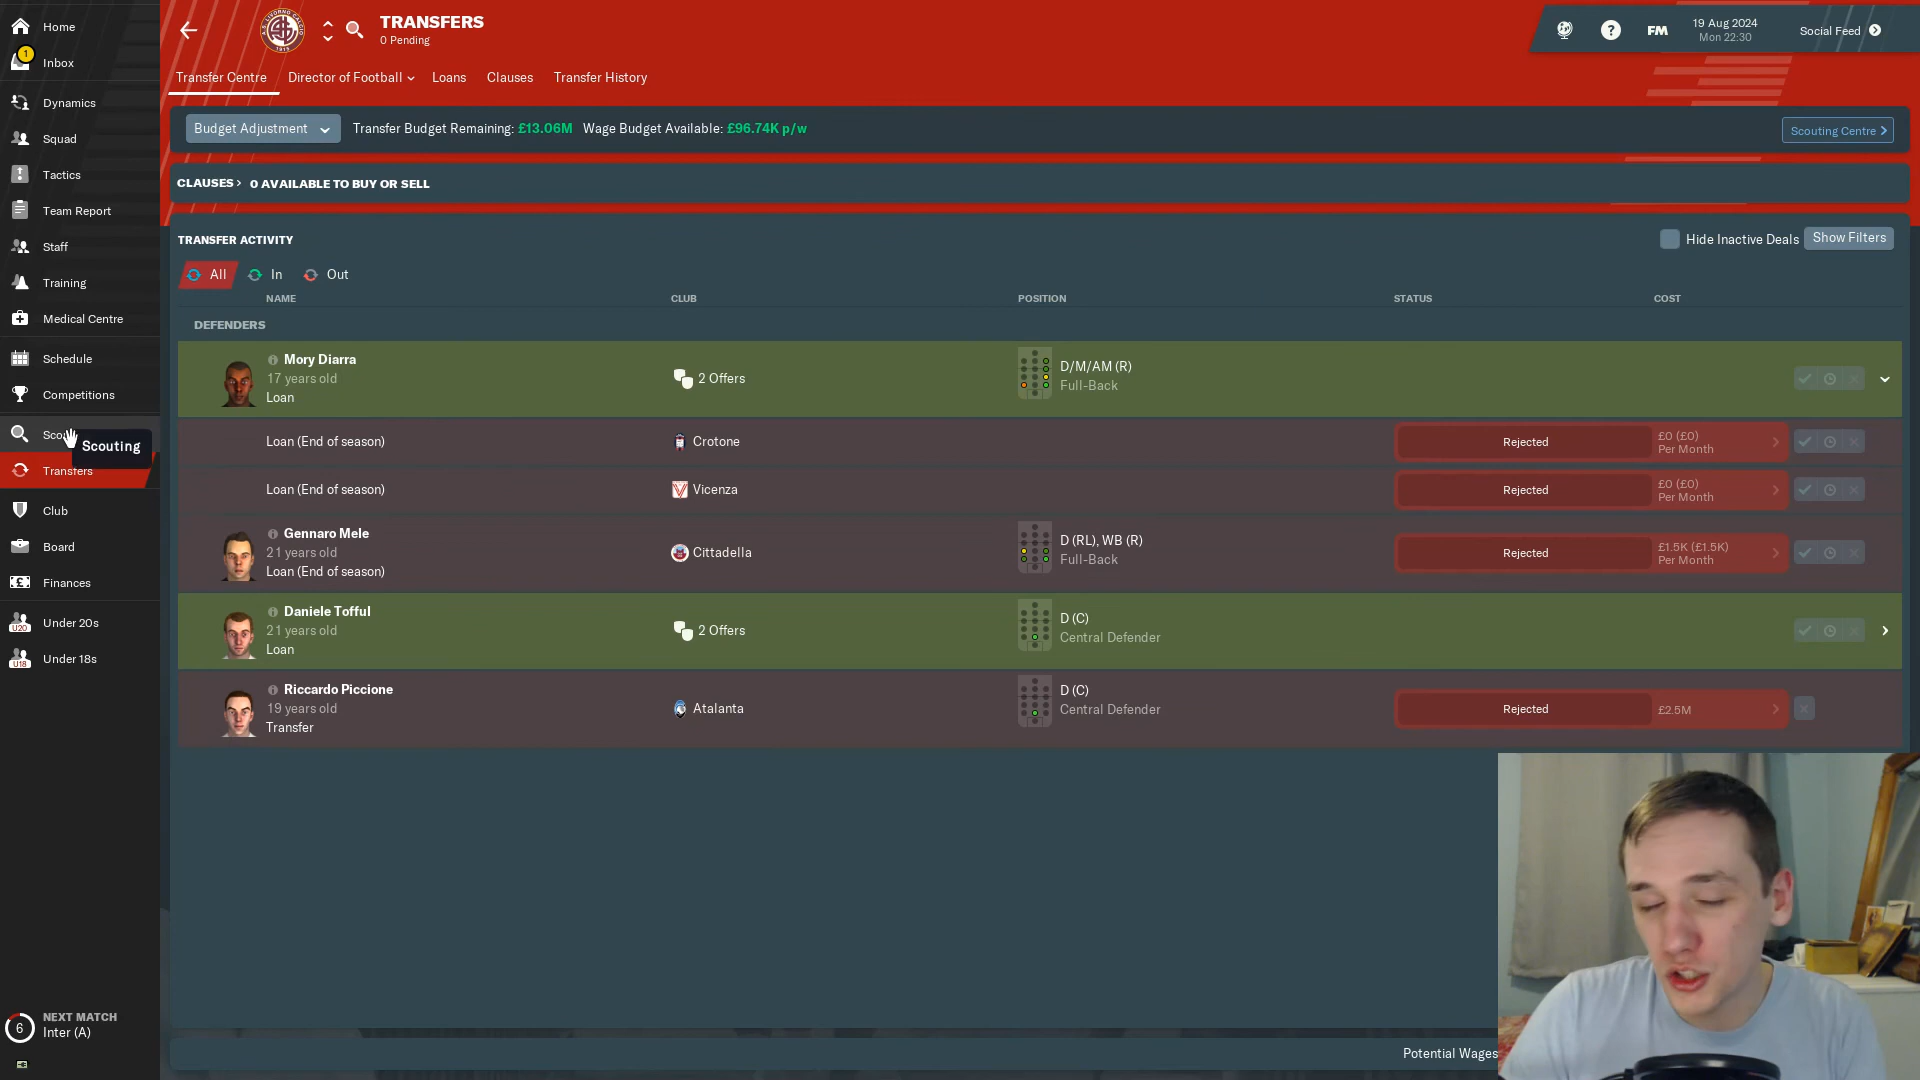 Home
1
Inbox
Dynamics
Squad
Tactics
Team Report
Staff
Training
Medical Centre
Schedule
Competitions
Scouting
Transfers
Club
Board
Finances
U20
Under 20s
U18
Under 18s
6
NEXT MATCH
Inter (A)
TRANSFERS
0 Pending
?
FM
19 Aug 2024
Mon 22:30
Social Feed
Transfer Centre
Director of Football
Loans
Clauses
Transfer History
Budget Adjustment
Transfer Budget Remaining: £13.06M
Wage Budget Available: £96.74K p/w
Scouting Centre >
CLAUSES > 0 AVAILABLE TO BUY OR SELL
TRANSFER ACTIVITY
Hide Inactive Deals
Show Filters
All
In
Out
NAME
CLUB
POSITION
STATUS
COST
DEFENDERS
Mory Diarra
17 years old
Loan
2 Offers
D/M/AM (R)
Full-Back
Loan (End of season)
Crotone
Rejected
£0 (£0)
Per Month
Loan (End of season)
Vicenza
Rejected
£0 (£0)
Per Month
Gennaro Mele
21 years old
Loan (End of season)
Cittadella
D (RL), WB (R)
Full-Back
Rejected
£1.5K (£1.5K)
Per Month
Daniele Tofful
21 years old
Loan
2 Offers
D (C)
Central Defender
Riccardo Piccione
19 years old
Transfer
Atalanta
D (C)
Central Defender
Rejected
£2.5M
Potential Wages